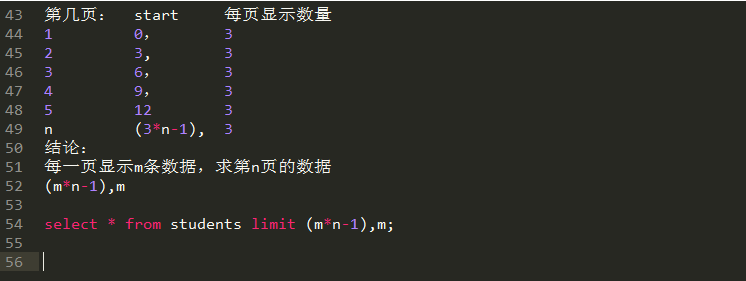 43 第几页: start 每页显示数量
44 1 0, 3
45 2 3, 3
46 3 6, 3
47 4 9, 3
48 5 12 3
49 n (3*n-1), 3
50 结论:
51 每一页显示m条数据，求第n页的数据
52 (m*n-1),m
53
54 select * from students limit (m*n-1),m;
55
56